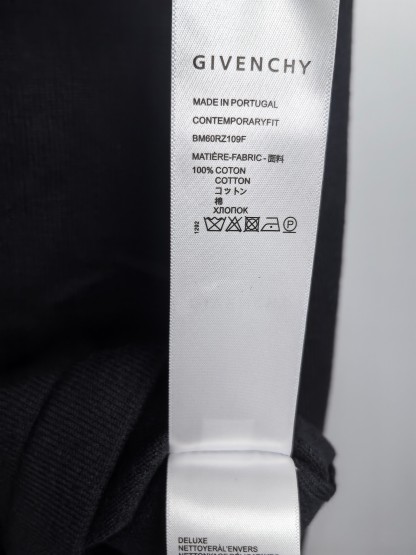 GIVENCHY
MADE IN PORTUGAL
CONTEMPORARYFIT
BM60RZ109F
MATIÈRE-FABRIC - 面料
100% COTON
COTTON
コットン
棉
ХЛОПОК
1292
P
DELUXE
NETTOYERÀL'ENVERS